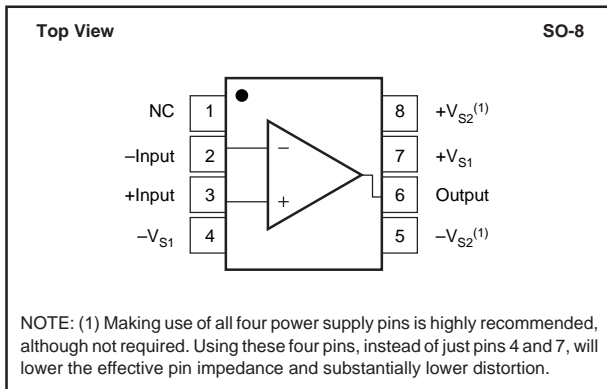 Top View SO-8
NC 1 8 +VS2(1)
–Input 2 − 7 +VS1
+Input 3 + 6 Output
–VS1 4 5 –VS2(1)
NOTE: (1) Making use of all four power supply pins is highly recommended,
although not required. Using these four pins, instead of just pins 4 and 7, will
lower the effective pin impedance and substantially lower distortion.